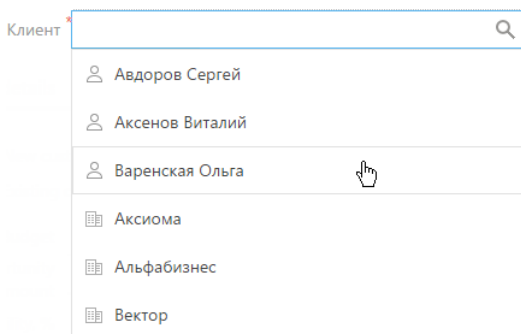 Клиент *
Авдоров Сергей
Аксенов Виталий
Варенская Ольга
Аксиома
Альфабизнес
Вектор